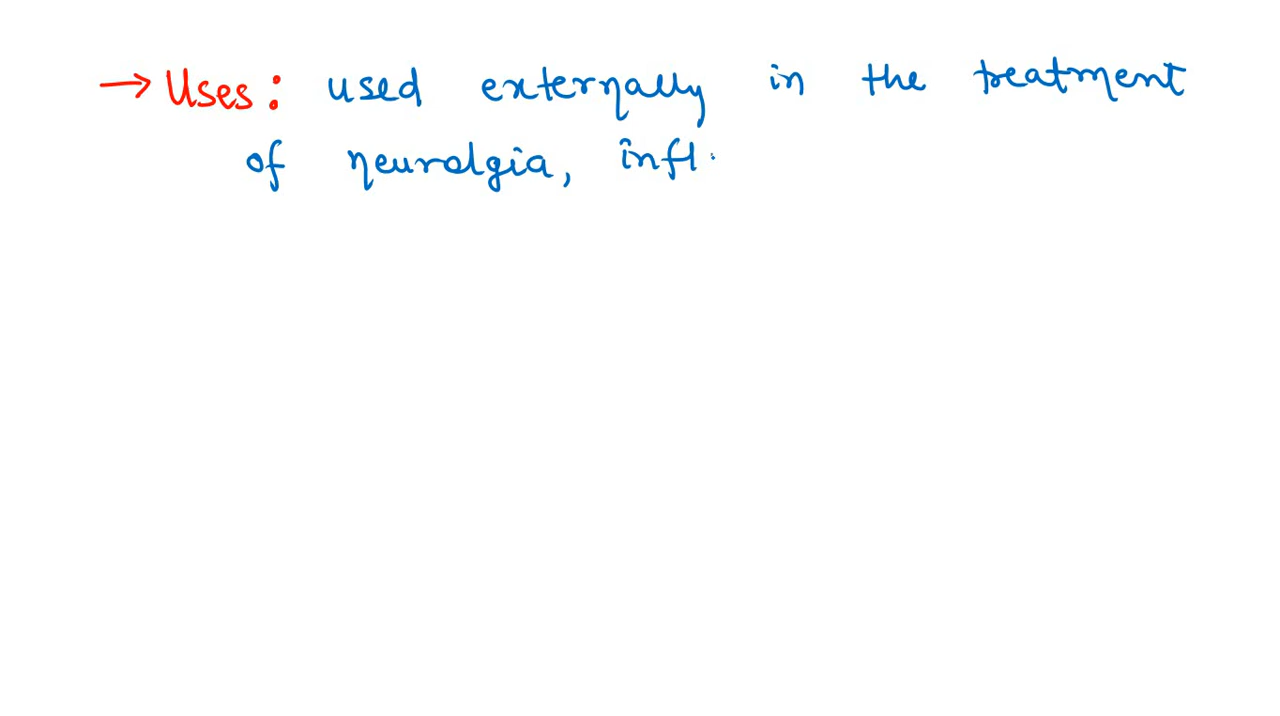 → Uses: used externally in the treatment
of neuralgia, infl